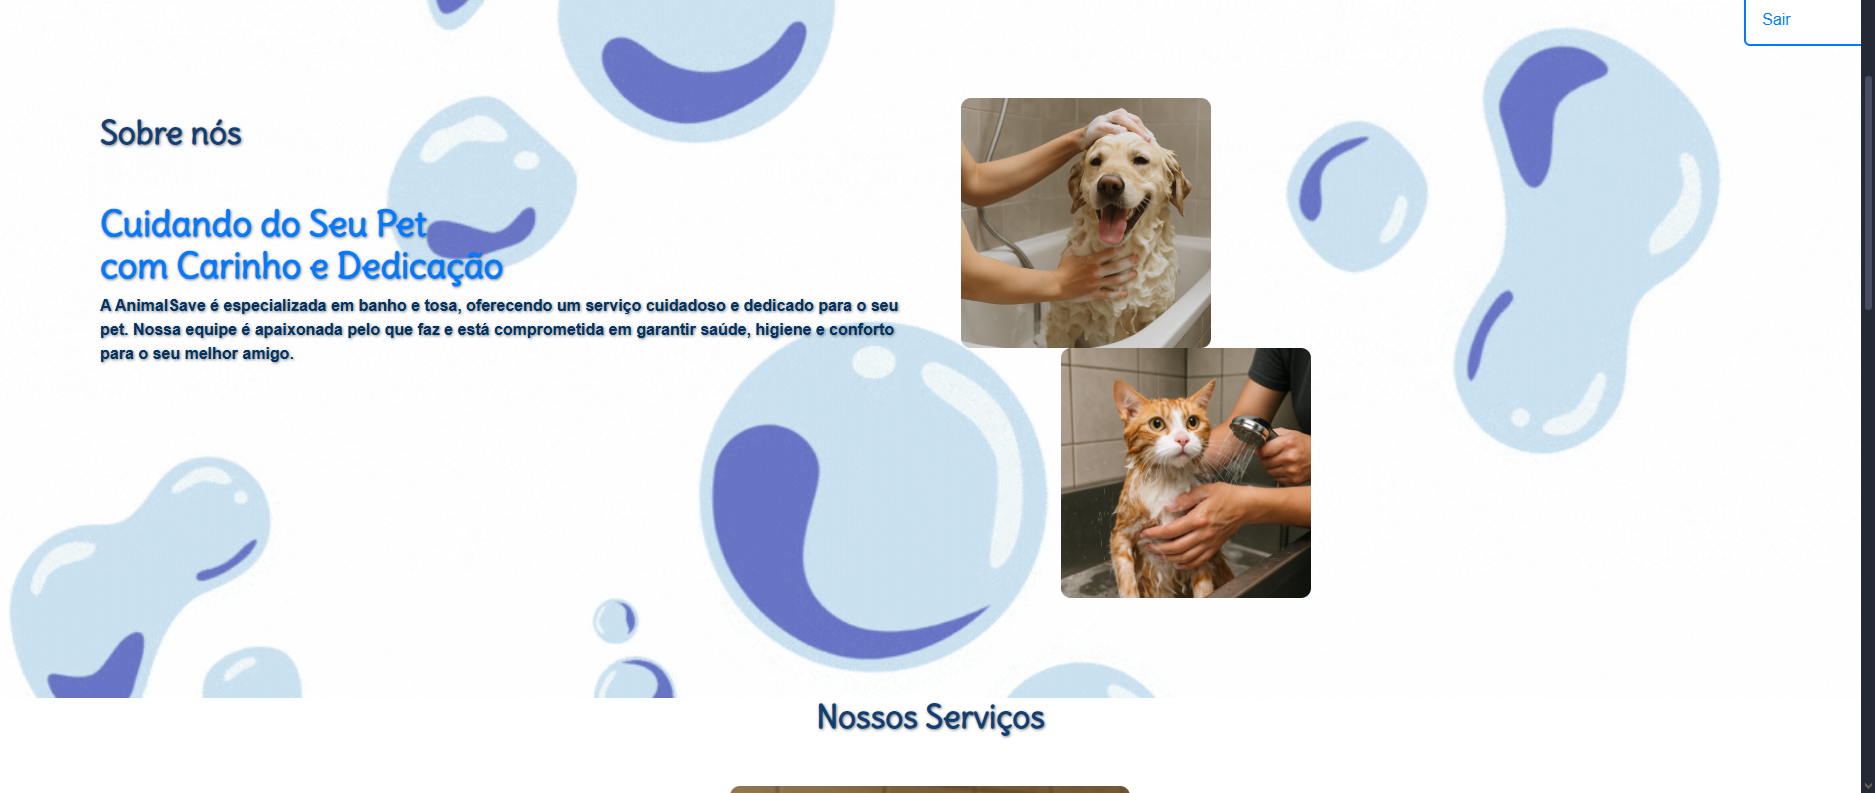 Sair
Sobre nós
Cuidando do Seu Pet
com Carinho e Dedicação
A AnimalSave é especializada em banho e tosa, oferecendo um serviço cuidadoso e dedicado para o seu
pet. Nossa equipe é apaixonada pelo que faz e está comprometida em garantir saúde, higiene e conforto
para o seu melhor amigo.
Nossos Serviços